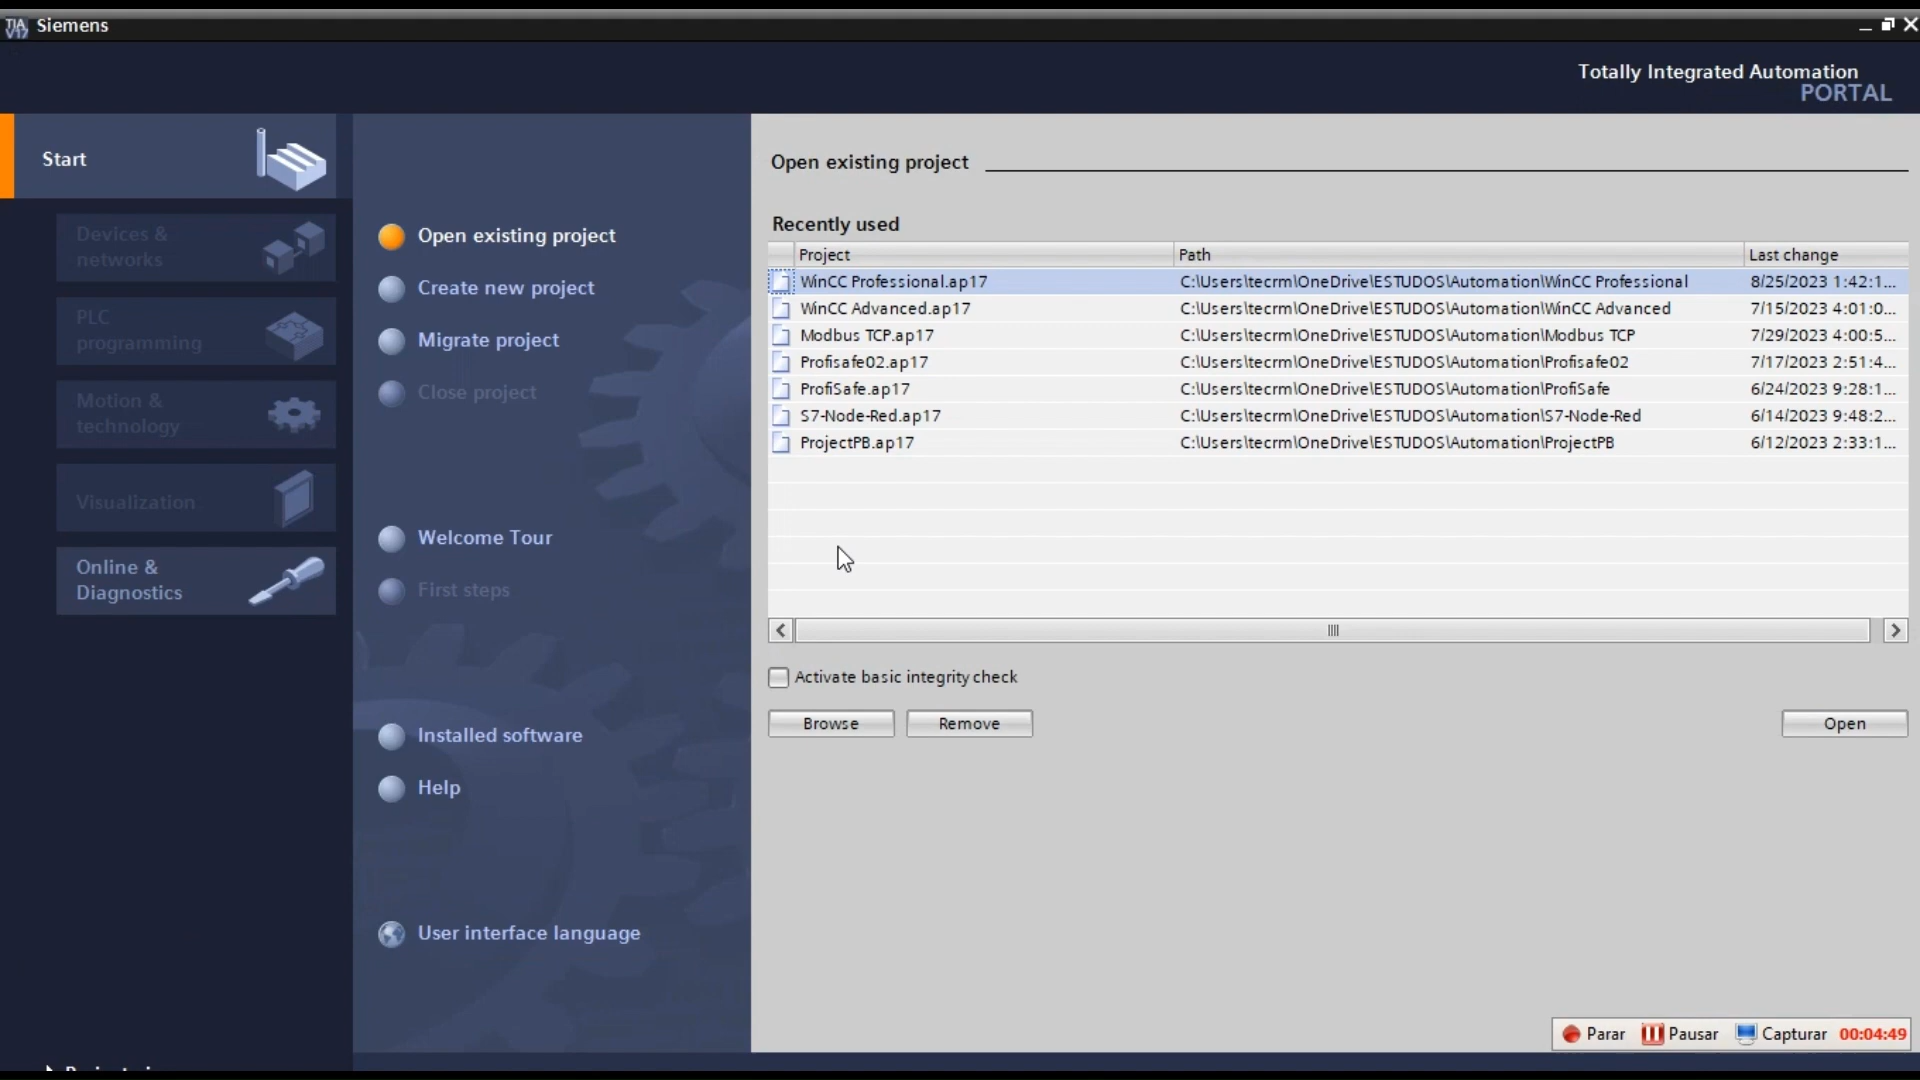 TIA
V17
Siemens
Totally Integrated Automation
PORTAL
Start
Devices &
networks
PLC
programming
Motion &
technology
Visualization
Online &
Diagnostics
Open existing project
Create new project
Migrate project
Close project
Welcome Tour
First steps
Installed software
Help
User interface language
Open existing project
Recently used
Project Path Last change
WinCC Professional.ap17 C:\Users\tecrm\OneDrive\ESTUDOS\Automation\WinCC Professional 8/25/2023 1:42:1...
WinCC Advanced.ap17 C:\Users\tecrm\OneDrive\ESTUDOS\Automation\WinCC Advanced 7/15/2023 4:01:0...
Modbus TCP.ap17 C:\Users\tecrm\OneDrive\ESTUDOS\Automation\Modbus TCP 7/29/2023 4:00:5...
Profisafe02.ap17 C:\Users\tecrm\OneDrive\ESTUDOS\Automation\Profisafe02 7/17/2023 2:51:4...
ProfiSafe.ap17 C:\Users\tecrm\OneDrive\ESTUDOS\Automation\ProfiSafe 6/24/2023 9:28:1...
S7-Node-Red.ap17 C:\Users\tecrm\OneDrive\ESTUDOS\Automation\S7-Node-Red 6/14/2023 9:48:2...
ProjectPB.ap17 C:\Users\tecrm\OneDrive\ESTUDOS\Automation\ProjectPB 6/12/2023 2:33:1...
Activate basic integrity check
Browse Remove Open
Parar Pausar Capturar 00:04:49